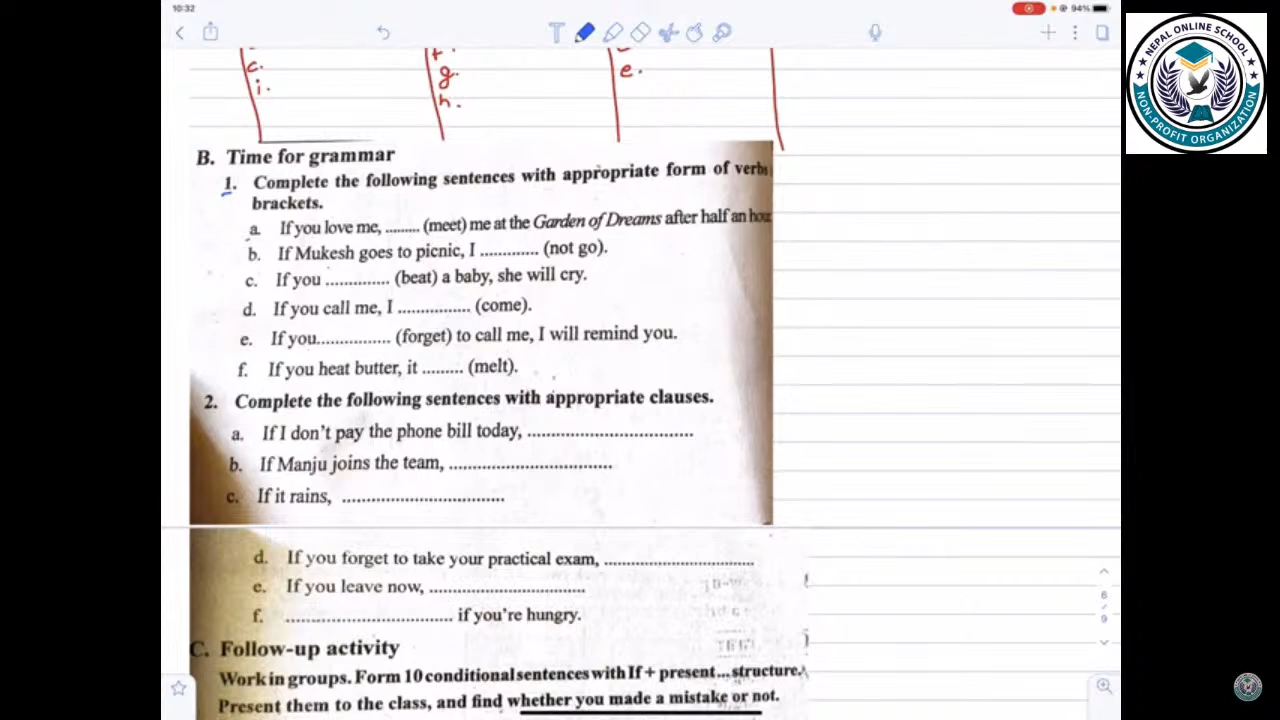 10:32
94%
NEPAL ONLINE SCHOOL
NON-PROFIT ORGANIZATION
c.
i.
g.
h.
e.
B. Time for grammar
1. Complete the following sentences with appropriate form of verbs
brackets.
a. If you love me, ......... (meet) me at the Garden of Dreams after half an hour
b. If Mukesh goes to picnic, I ............. (not go).
c. If you .............. (beat) a baby, she will cry.
d. If you call me, I ................ (come).
e. If you................ (forget) to call me, I will remind you.
f. If you heat butter, it ......... (melt).
2. Complete the following sentences with appropriate clauses.
a. If I don't pay the phone bill today, .....................................
b. If Manju joins the team, ....................................
c. If it rains, ....................................
d. If you forget to take your practical exam, .................................
e. If you leave now, ..................................
f. .................................... if you're hungry.
C. Follow-up activity
Work in groups. Form 10 conditional sentences with If + present...structure.
Present them to the class, and find whether you made a mistake or not.
6
9